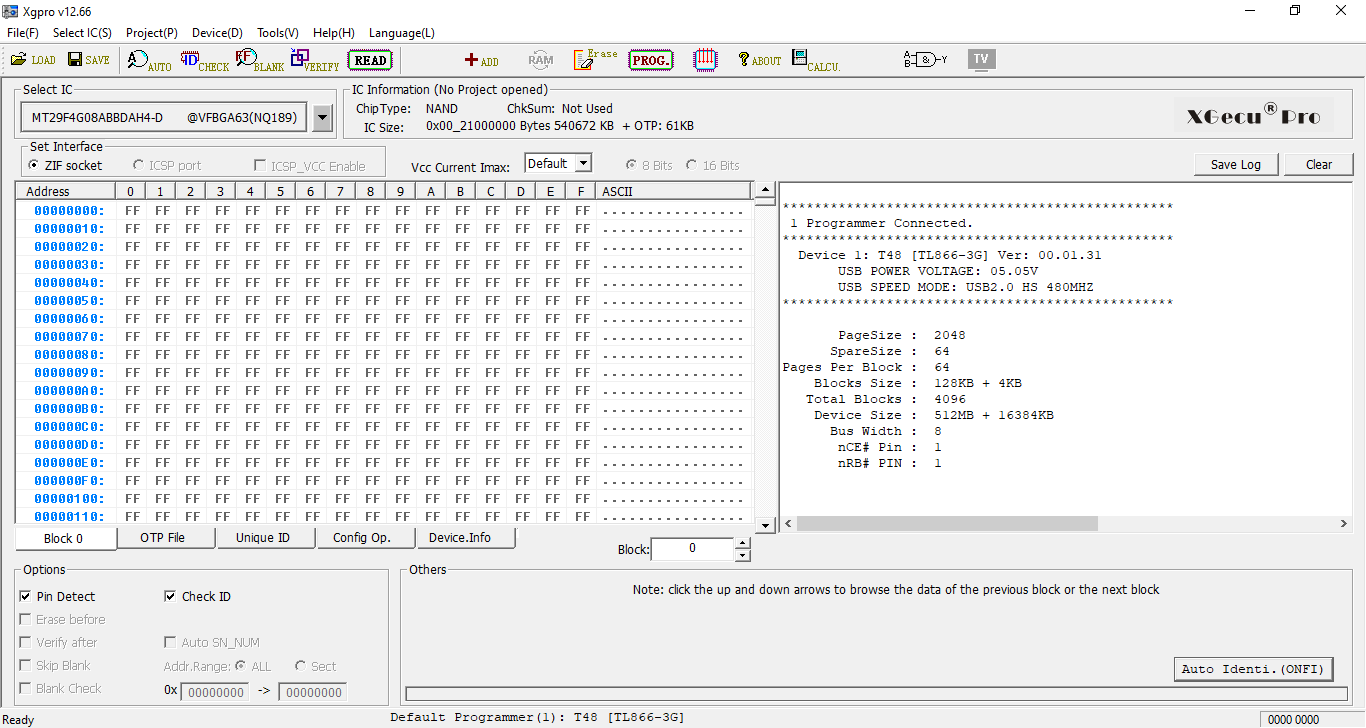 Xgpro v12.66
File(F) Select IC(S) Project(P) Device(D) Tools(V) Help(H) Language(L)
LOAD SAVE AUTO CHECK BLANK VERIFY READ ADD RAM Erase PROG. ABOUT CALCU. A B & Y TV
Select IC
MT29F4G08ABBDAH4-D @VFBGA63(NQ189)
IC Information (No Project opened)
ChipType: NAND ChkSum: Not Used
IC Size: 0x00_21000000 Bytes 540672 KB + OTP: 61KB
XGecu® Pro
Set Interface
ZIF socket ICSP port ICSP_VCC Enable
Vcc Current Imax: Default 8 Bits 16 Bits
Save Log Clear
Address 0 1 2 3 4 5 6 7 8 9 A B C D E F ASCII
00000000: FF FF FF FF FF FF FF FF FF FF FF FF FF FF FF FF ................
00000010: FF FF FF FF FF FF FF FF FF FF FF FF FF FF FF FF ................
00000020: FF FF FF FF FF FF FF FF FF FF FF FF FF FF FF FF ................
00000030: FF FF FF FF FF FF FF FF FF FF FF FF FF FF FF FF ................
00000040: FF FF FF FF FF FF FF FF FF FF FF FF FF FF FF FF ................
00000050: FF FF FF FF FF FF FF FF FF FF FF FF FF FF FF FF ................
00000060: FF FF FF FF FF FF FF FF FF FF FF FF FF FF FF FF ................
00000070: FF FF FF FF FF FF FF FF FF FF FF FF FF FF FF FF ................
00000080: FF FF FF FF FF FF FF FF FF FF FF FF FF FF FF FF ................
00000090: FF FF FF FF FF FF FF FF FF FF FF FF FF FF FF FF ................
000000A0: FF FF FF FF FF FF FF FF FF FF FF FF FF FF FF FF ................
000000B0: FF FF FF FF FF FF FF FF FF FF FF FF FF FF FF FF ................
000000C0: FF FF FF FF FF FF FF FF FF FF FF FF FF FF FF FF ................
000000D0: FF FF FF FF FF FF FF FF FF FF FF FF FF FF FF FF ................
000000E0: FF FF FF FF FF FF FF FF FF FF FF FF FF FF FF FF ................
000000F0: FF FF FF FF FF FF FF FF FF FF FF FF FF FF FF FF ................
00000100: FF FF FF FF FF FF FF FF FF FF FF FF FF FF FF FF ................
00000110: FF FF FF FF FF FF FF FF FF FF FF FF FF FF FF FF ................
Block 0 OTP File Unique ID Config Op. Device.Info
Block: 0
*************************************************
1 Programmer Connected.
*************************************************
Device 1: T48 [TL866-3G] Ver: 00.01.31
USB POWER VOLTAGE: 05.05V
USB SPEED MODE: USB2.0 HS 480MHZ
*************************************************
PageSize : 2048
SpareSize : 64
Pages Per Block : 64
Blocks Size : 128KB + 4KB
Total Blocks : 4096
Device Size : 512MB + 16384KB
Bus Width : 8
nCE# Pin : 1
nRB# PIN : 1
Options
Pin Detect Check ID
Erase before
Verify after Auto SN_NUM
Skip Blank Addr.Range: ALL Sect
Blank Check 0x 00000000 -> 00000000
Others
Note: click the up and down arrows to browse the data of the previous block or the next block
Auto Identi.(ONFI)
Ready Default Programmer(1): T48 [TL866-3G] 0000 0000